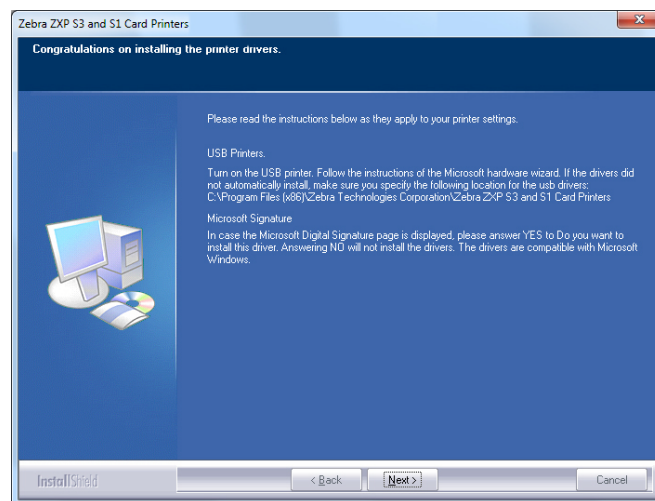 Zebra ZXP S3 and S1 Card Printers
Congratulations on installing the printer drivers.
Please read the instructions below as they apply to your printer settings.
USB Printers.
Turn on the USB printer. Follow the instructions of the Microsoft hardware wizard. If the drivers did
not automatically install, make sure you specify the following location for the usb drivers:
C:\Program Files (x86)\Zebra Technologies Corporation\Zebra ZXP S3 and S1 Card Printers
Microsoft Signature
In case the Microsoft Digital Signature page is displayed, please answer YES to Do you want to
install this driver. Answering NO will not install the drivers. The drivers are compatible with Microsoft
Windows.
InstallShield
< Back
Next >
Cancel